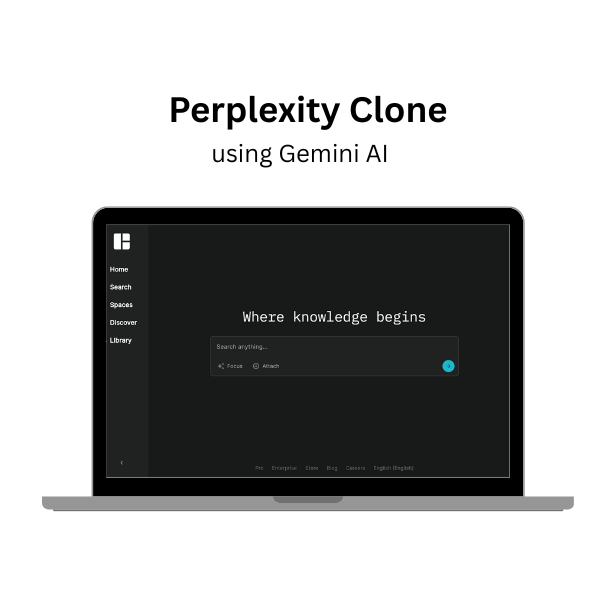 Perplexity Clone
using Gemini AI
Home
Search
Spaces
Discover
Library
Where knowledge begins
Search anything...
Focus Attach
Pro Enterprise Store Blog Careers English (English)